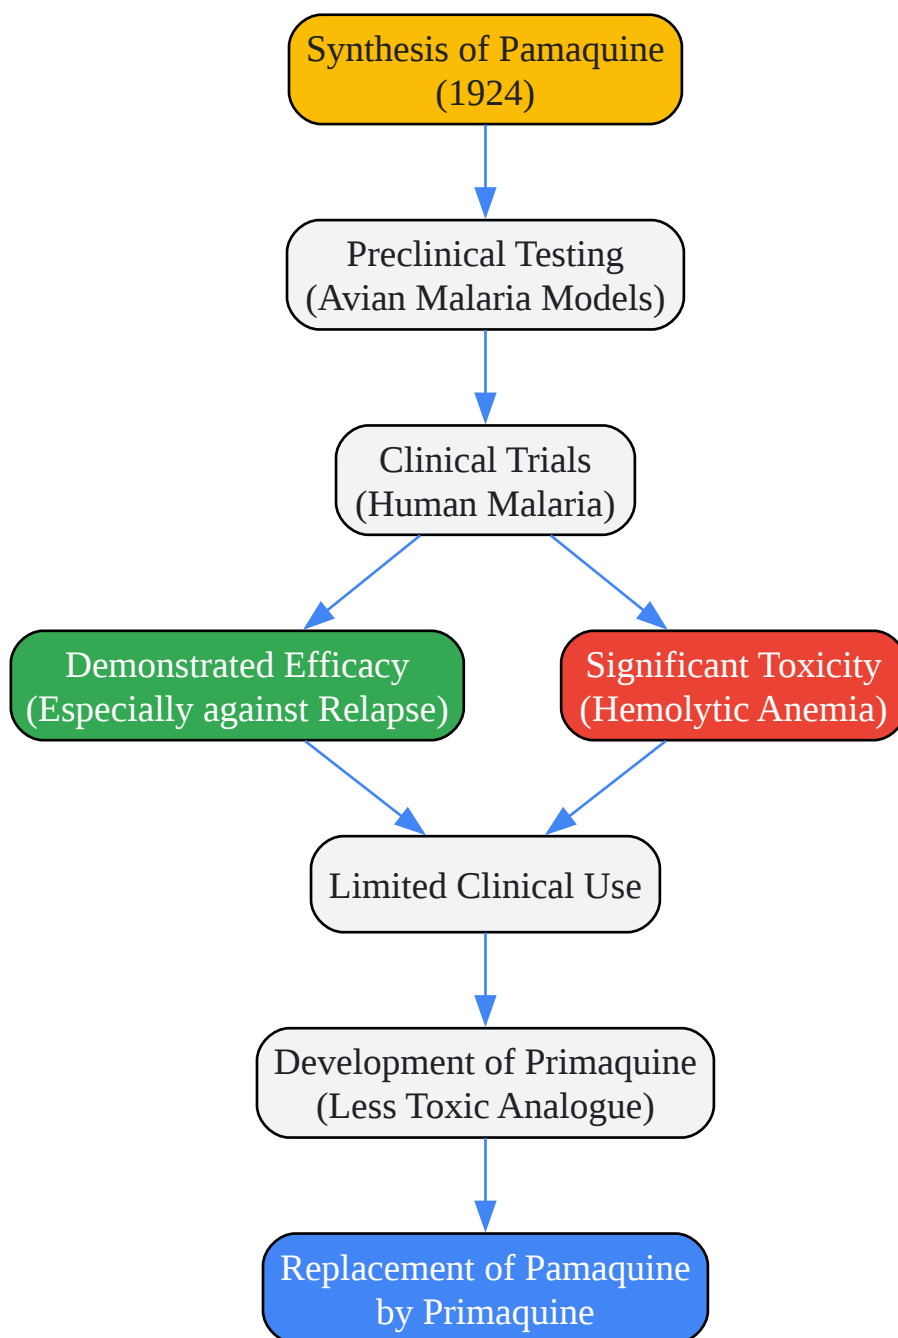 Synthesis of Pamaquine
(1924)
Preclinical Testing
(Avian Malaria Models)
Clinical Trials
(Human Malaria)
Demonstrated Efficacy
(Especially against Relapse)
Significant Toxicity
(Hemolytic Anemia)
Limited Clinical Use
Development of Primaquine
(Less Toxic Analogue)
Replacement of Pamaquine
by Primaquine